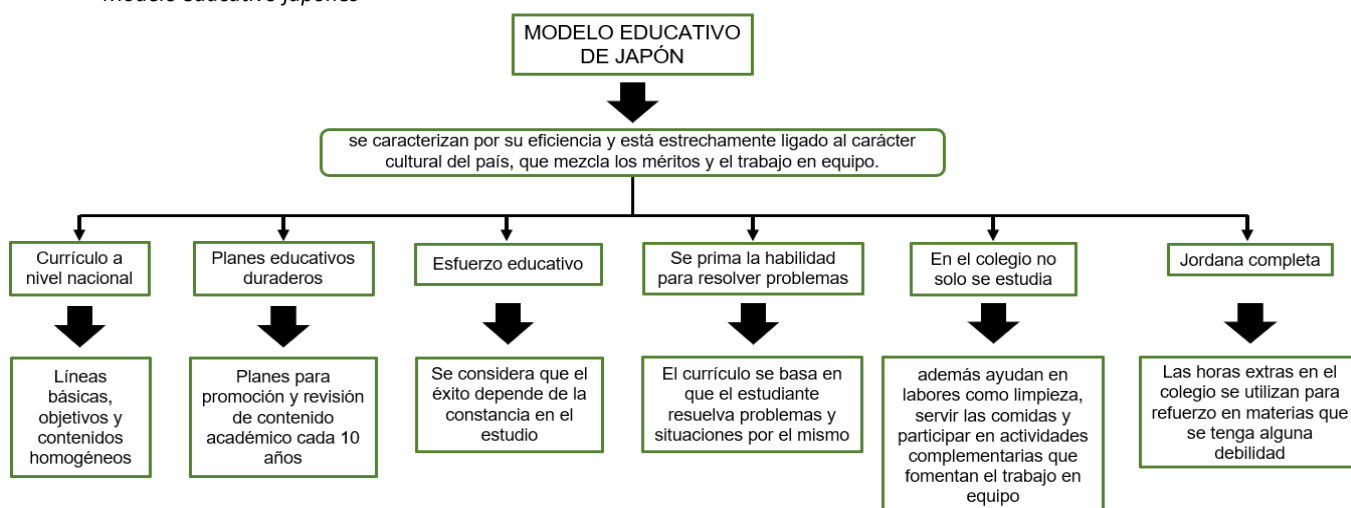 Modelo educativo japonés
MODELO EDUCATIVO
DE JAPÓN
se caracterizan por su eficiencia y está estrechamente ligado al carácter
cultural del país, que mezcla los méritos y el trabajo en equipo.
Currículo a
nivel nacional
Planes educativos
duraderos
Esfuerzo educativo
Se prima la habilidad
para resolver problemas
En el colegio no
solo se estudia
Jordana completa
Líneas
básicas,
objetivos y
contenidos
homogéneos
Planes para
promoción y revisión
de contenido
académico cada 10
años
Se considera que el
éxito depende de la
constancia en el
estudio
El currículo se basa en
que el estudiante
resuelva problemas y
situaciones por el mismo
además ayudan en
labores como limpieza,
servir las comidas y
participar en actividades
complementarias que
fomentan el trabajo en
equipo
Las horas extras en el
colegio se utilizan para
refuerzo en materias que
se tenga alguna
debilidad